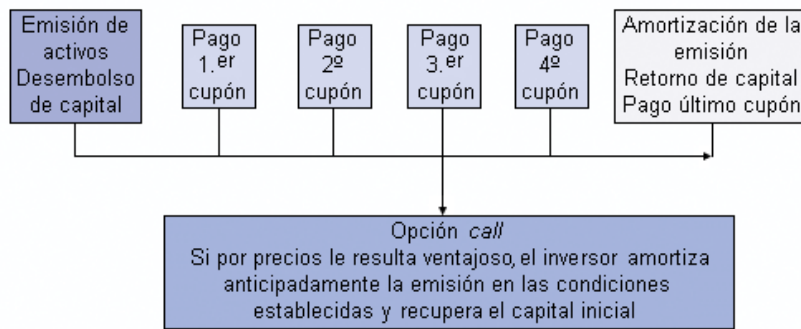 Emisión de
activos
Desembolso
de capital
Pago
1.er
cupón
Pago
2º
cupón
Pago
3.er
cupón
Pago
4º
cupón
Amortización de la
emisión
Retorno de capital
Pago último cupón
Opción call
Si por precios le resulta ventajoso, el inversor amortiza
anticipadamente la emisión en las condiciones
establecidas y recupera el capital inicial